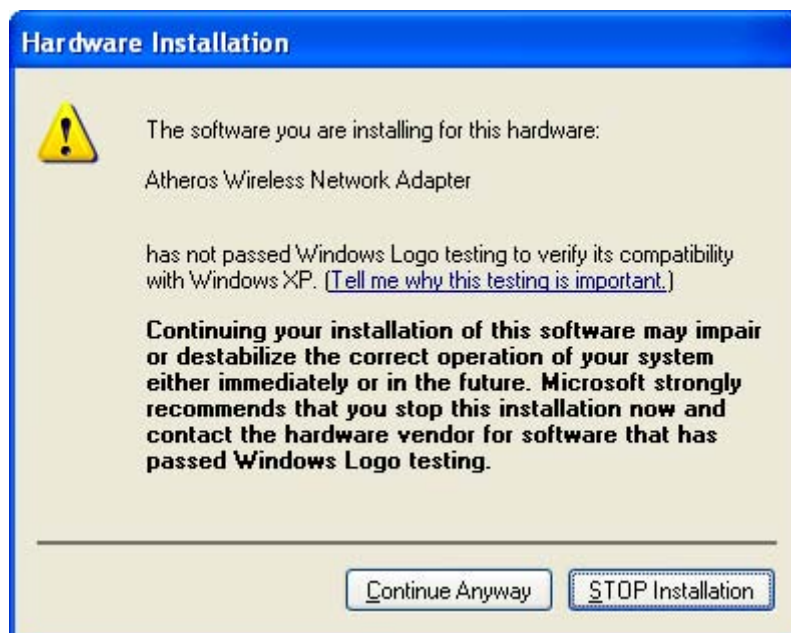 Hardware Installation
The software you are installing for this hardware:
Atheros Wireless Network Adapter
has not passed Windows Logo testing to verify its compatibility
with Windows XP. (Tell me why this testing is important.)
Continuing your installation of this software may impair
or destabilize the correct operation of your system
either immediately or in the future. Microsoft strongly
recommends that you stop this installation now and
contact the hardware vendor for software that has
passed Windows Logo testing.
Continue Anyway
STOP Installation